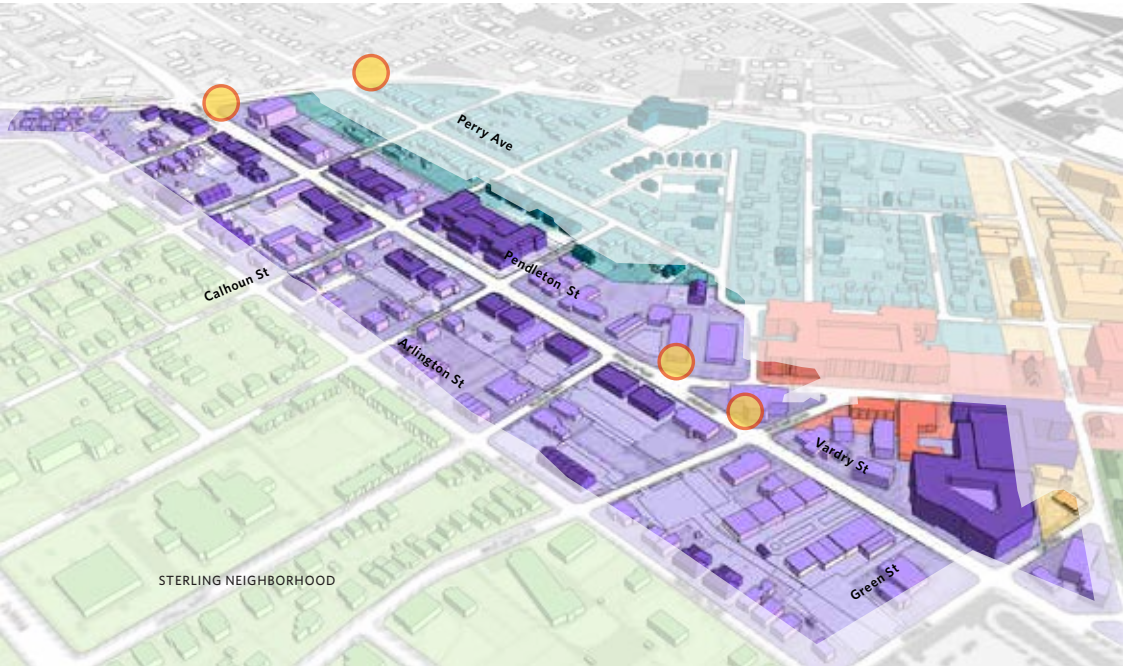 Perry Ave
Pendleton St
Calhoun St
Arlington St
Vardry St
Green St
STERLING NEIGHBORHOOD